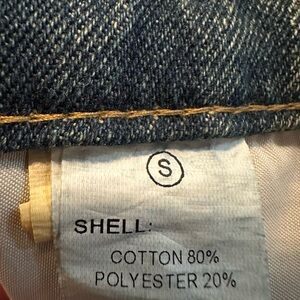 S
SHELL:
COTTON 80%
POLYESTER 20%